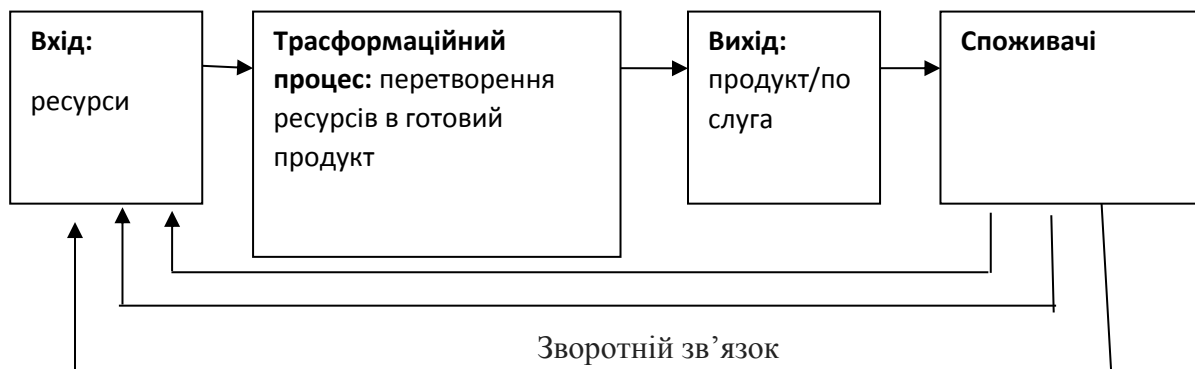 Вхід:
ресурси
Трасформаційний
процес: перетворення
ресурсів в готовий
продукт
Вихід:
продукт/по
слуга
Споживачі
Зворотній зв’язок